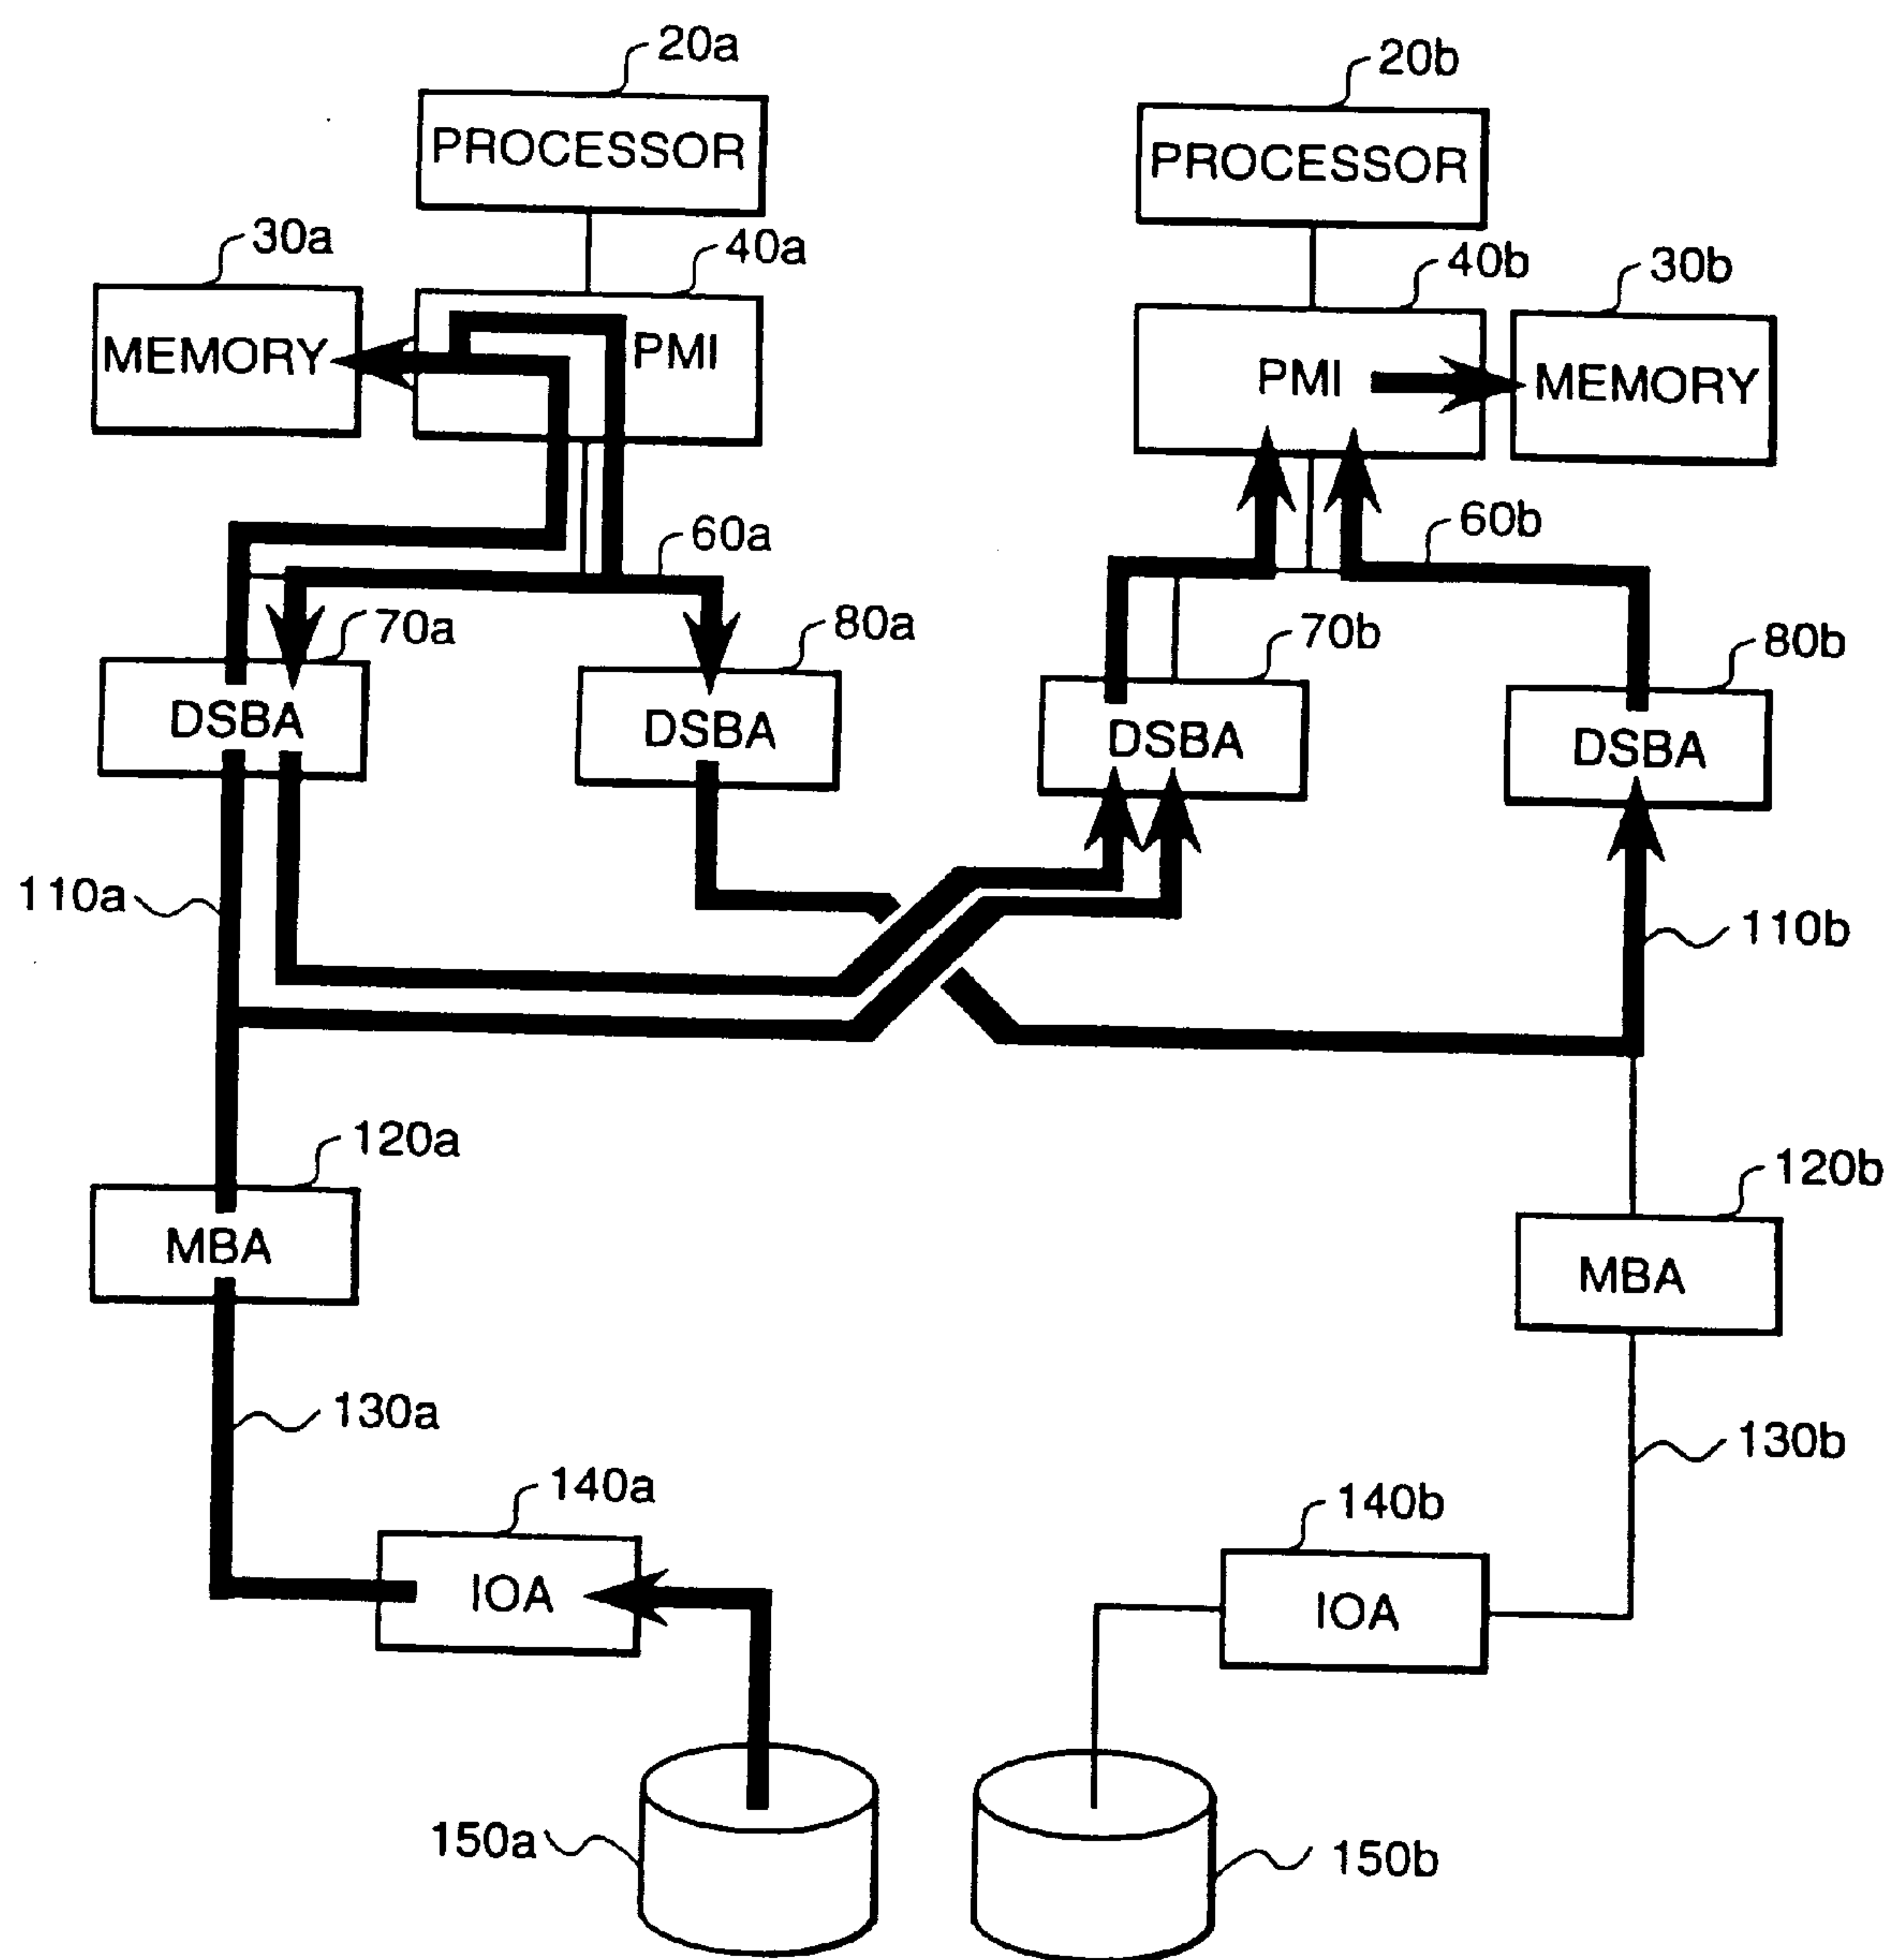 20a
20b
PROCESSOR
PROCESSOR
30a
40a
40b
30b
MEMORY
PMI
PMI
MEMORY
60a
60b
70a
80a
70b
80b
DSBA
DSBA
DSBA
DSBA
110a
110b
120a
120b
MBA
MBA
130a
130b
140a
140b
IOA
IOA
150a
150b